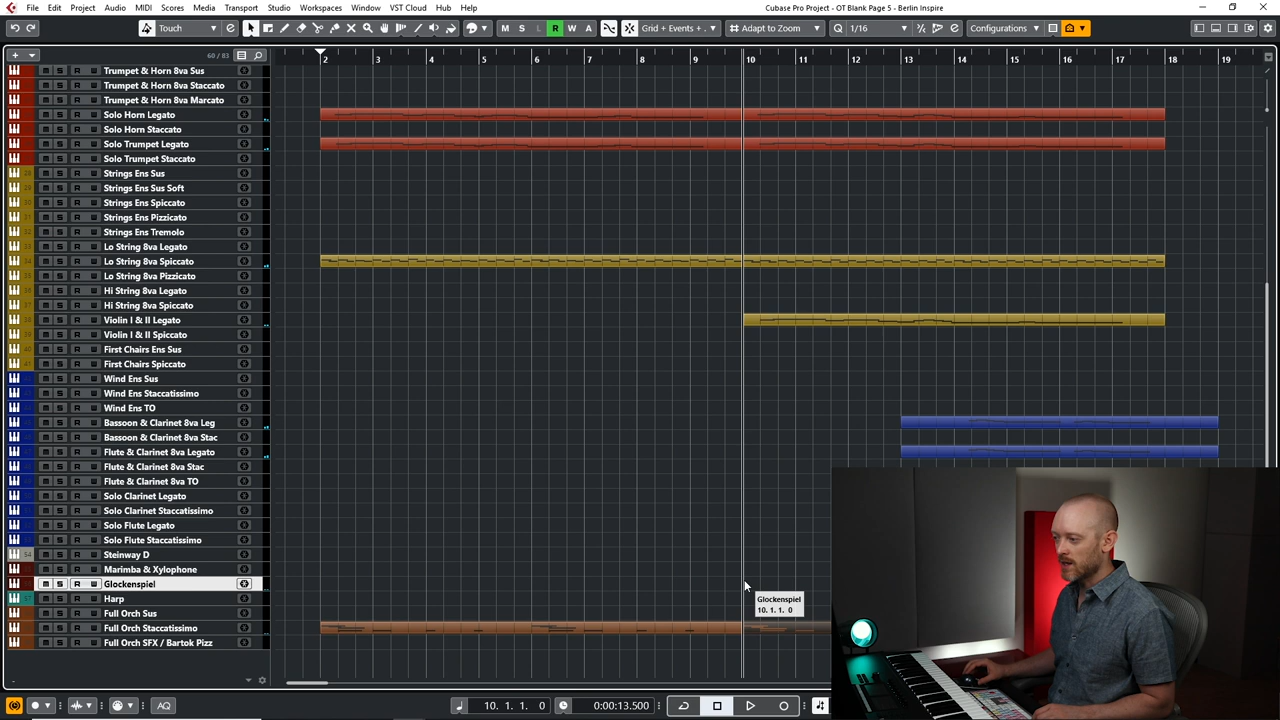 File Edit Project Audio MIDI Scores Media Transport Studio Workspaces Window VST Cloud Hub Help
Cubase Pro Project - OT Blank Page 5 - Berlin Inspire
Touch M S L R W A Grid + Events + . Adapt to Zoom Q 1/16 Configurations
60 / 83
2 3 4 5 6 7 8 9 10 11 12 13 14 15 16 17 18 19
Trumpet & Horn 8va Sus
Trumpet & Horn 8va Staccato
Trumpet & Horn 8va Marcato
Solo Horn Legato
Solo Horn Staccato
Solo Trumpet Legato
Solo Trumpet Staccato
Strings Ens Sus
Strings Ens Sus Soft
Strings Ens Spiccato
Strings Ens Pizzicato
Strings Ens Tremolo
Lo String 8va Legato
Lo String 8va Spiccato
Lo String 8va Pizzicato
Hi String 8va Legato
Hi String 8va Spiccato
Violin I & II Legato
Violin I & II Spiccato
First Chairs Ens Sus
First Chairs Spiccato
Wind Ens Sus
Wind Ens Staccatissimo
Wind Ens TO
Bassoon & Clarinet 8va Leg
Bassoon & Clarinet 8va Stac
Flute & Clarinet 8va Legato
Flute & Clarinet 8va Stac
Flute & Clarinet 8va TO
Solo Clarinet Legato
Solo Clarinet Staccatissimo
Solo Flute Legato
Solo Flute Staccatissimo
54 Steinway D
Marimba & Xylophone
Glockenspiel
Harp
Full Orch Sus
Full Orch Staccatissimo
Full Orch SFX / Bartok Pizz
Glockenspiel
10. 1. 1. 0
AQ 10. 1. 1. 0 0:00:13.500